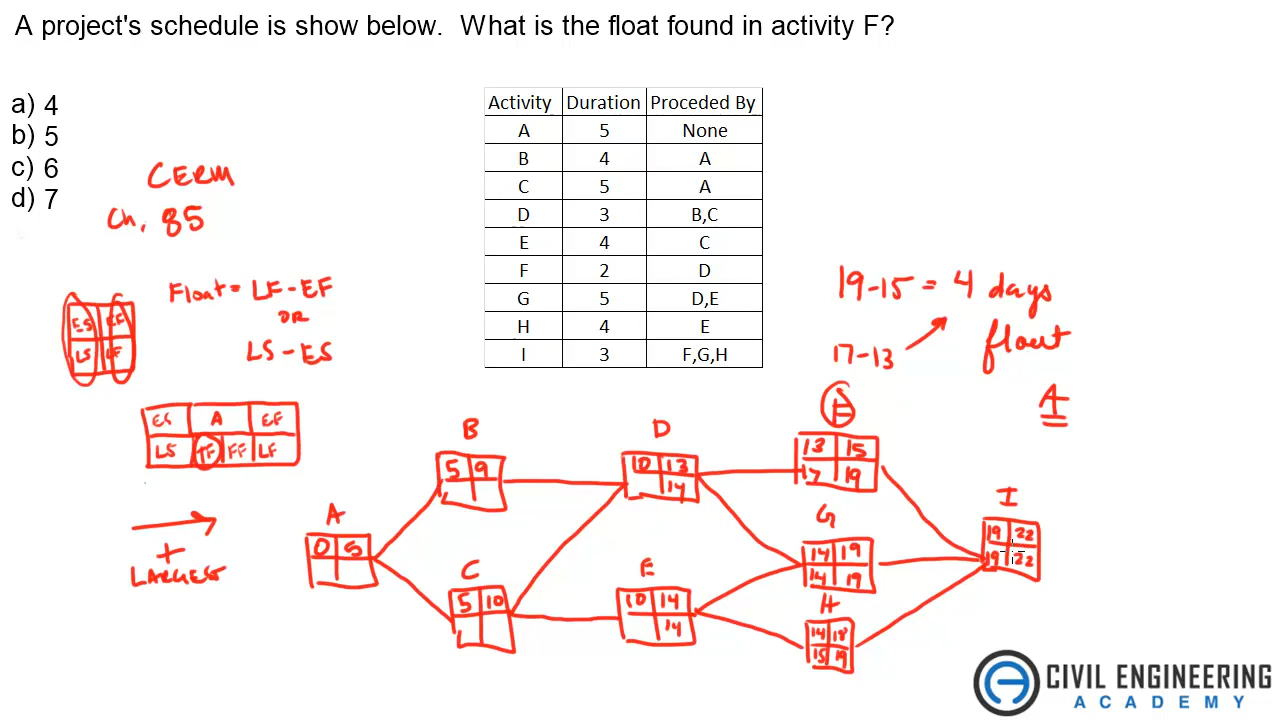 A project's schedule is show below. What is the float found in activity F?
a) 4
b) 5
c) 6
d) 7
CERM
Ch. 85
Activity Duration Proceded By
A 5 None
B 4 A
C 5 A
D 3 B,C
E 4 C
F 2 D
G 5 D,E
H 4 E
I 3 F,G,H
Float = LF-EF
OR
LS-ES
ES EF
LS LF
19-15 = 4 days
float
17-13
A
ES A EF
LS TF FF LF
+
LARGEST
A
0 5
B
5 9
C
5 10
D
10 13
14
E
10 14
14
F
13 15
17 19
G
14 19
14 19
H
14 18
15 19
I
19 22
19 22
CIVIL ENGINEERING
ACADEMY